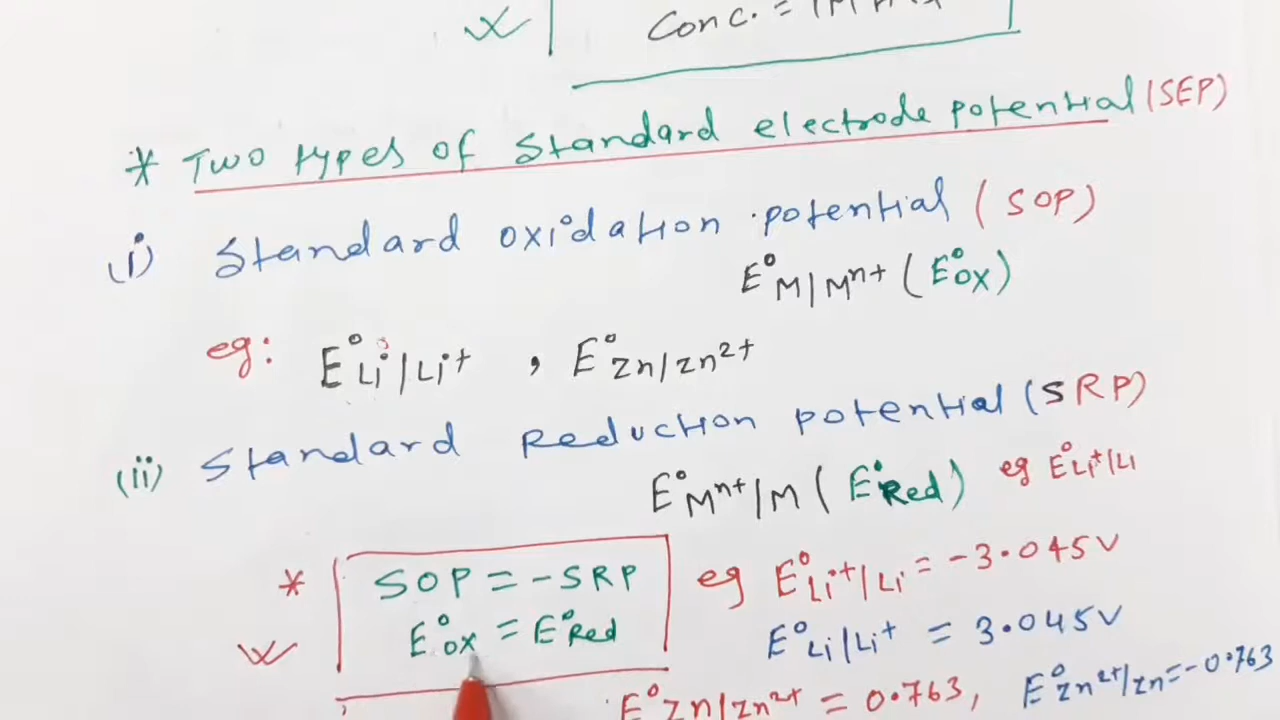 Conc. = 1M
* Two types of Standard electrode potential (SEP)
(i) Standard oxidation potential (SOP)
E°M/Mⁿ⁺ (E°ox)
eg: E°Li/Li⁺ , E°Zn/Zn²⁺
(ii) Standard Reduction potential (SRP)
E°Mⁿ⁺/M (E°Red) eg E°Li⁺/Li
* SOP = -SRP eg E°Li⁺/Li = -3.045V
E°ox = E°Red E°Li/Li⁺ = 3.045V
E°Zn/Zn²⁺ = 0.763, E°Zn²⁺/Zn = -0.763